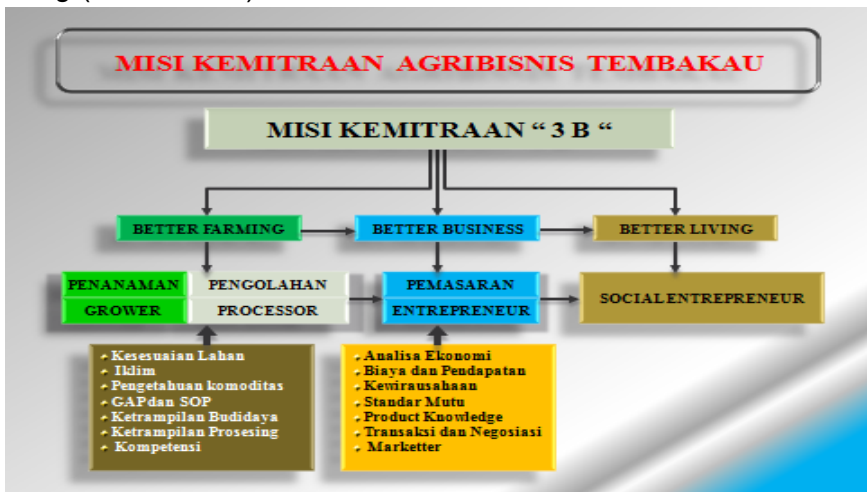 MISI KEMITRAAN AGRIBISNIS TEMBAKAU
MISI KEMITRAAN “ 3 B “
BETTER FARMING
BETTER BUSINESS
BETTER LIVING
PENANAMAN
PENGOLAHAN
GROWER
PROCESSOR
PEMASARAN
ENTREPRENEUR
SOCIAL ENTREPRENEUR
Kesesuaian Lahan
Iklim
Pengetahuan komoditas
GAP dan SOP
Ketrampilan Budidaya
Ketrampilan Prosesing
Kompetensi
Analisa Ekonomi
Biaya dan Pendapatan
Kewirausahaan
Standar Mutu
Product Knowledge
Transaksi dan Negosiasi
Marketter